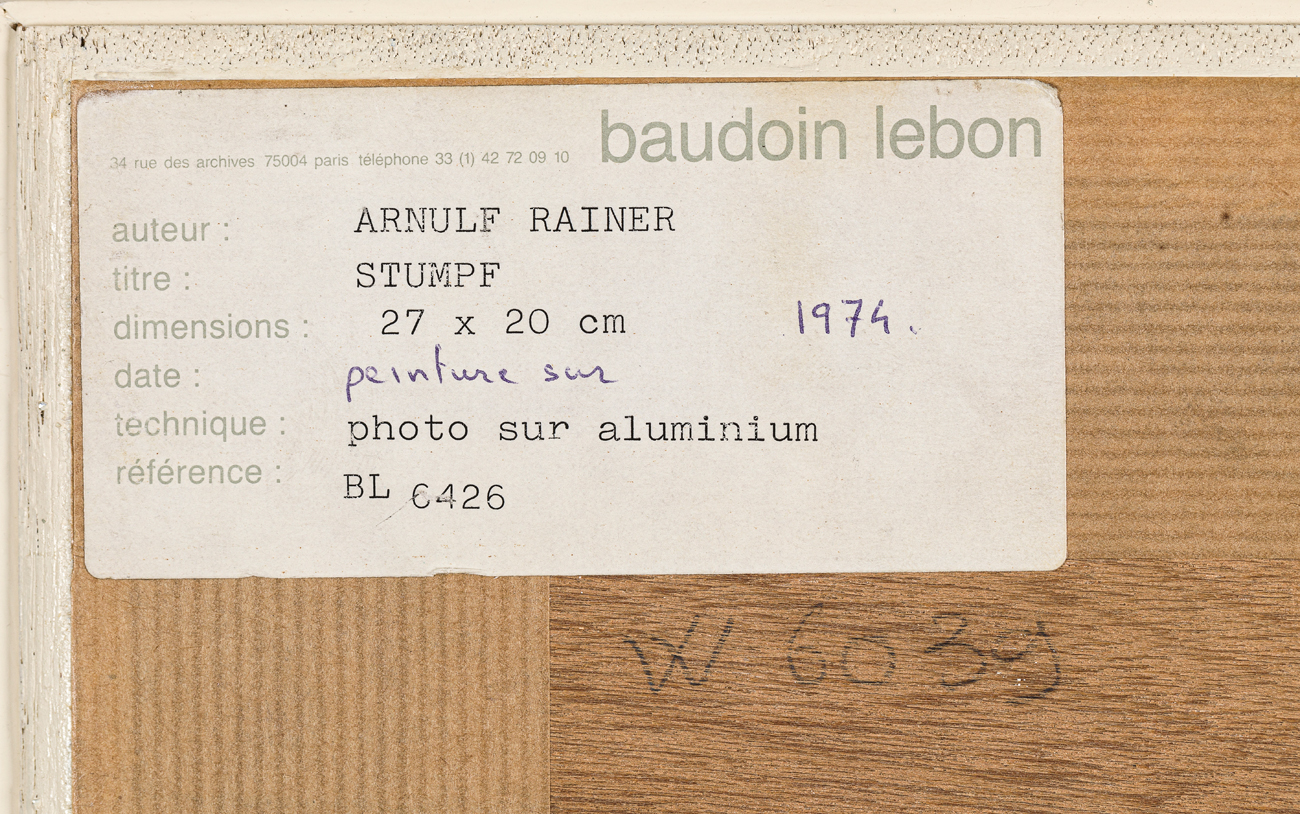 baudoin lebon
34 rue des archives 75004 paris téléphone 33 (1) 42 72 09 10
auteur : ARNULF RAINER
titre : STUMPF
dimensions : 27 x 20 cm 1974.
date : peinture sur
technique : photo sur aluminium
référence : BL 6426
W 6039